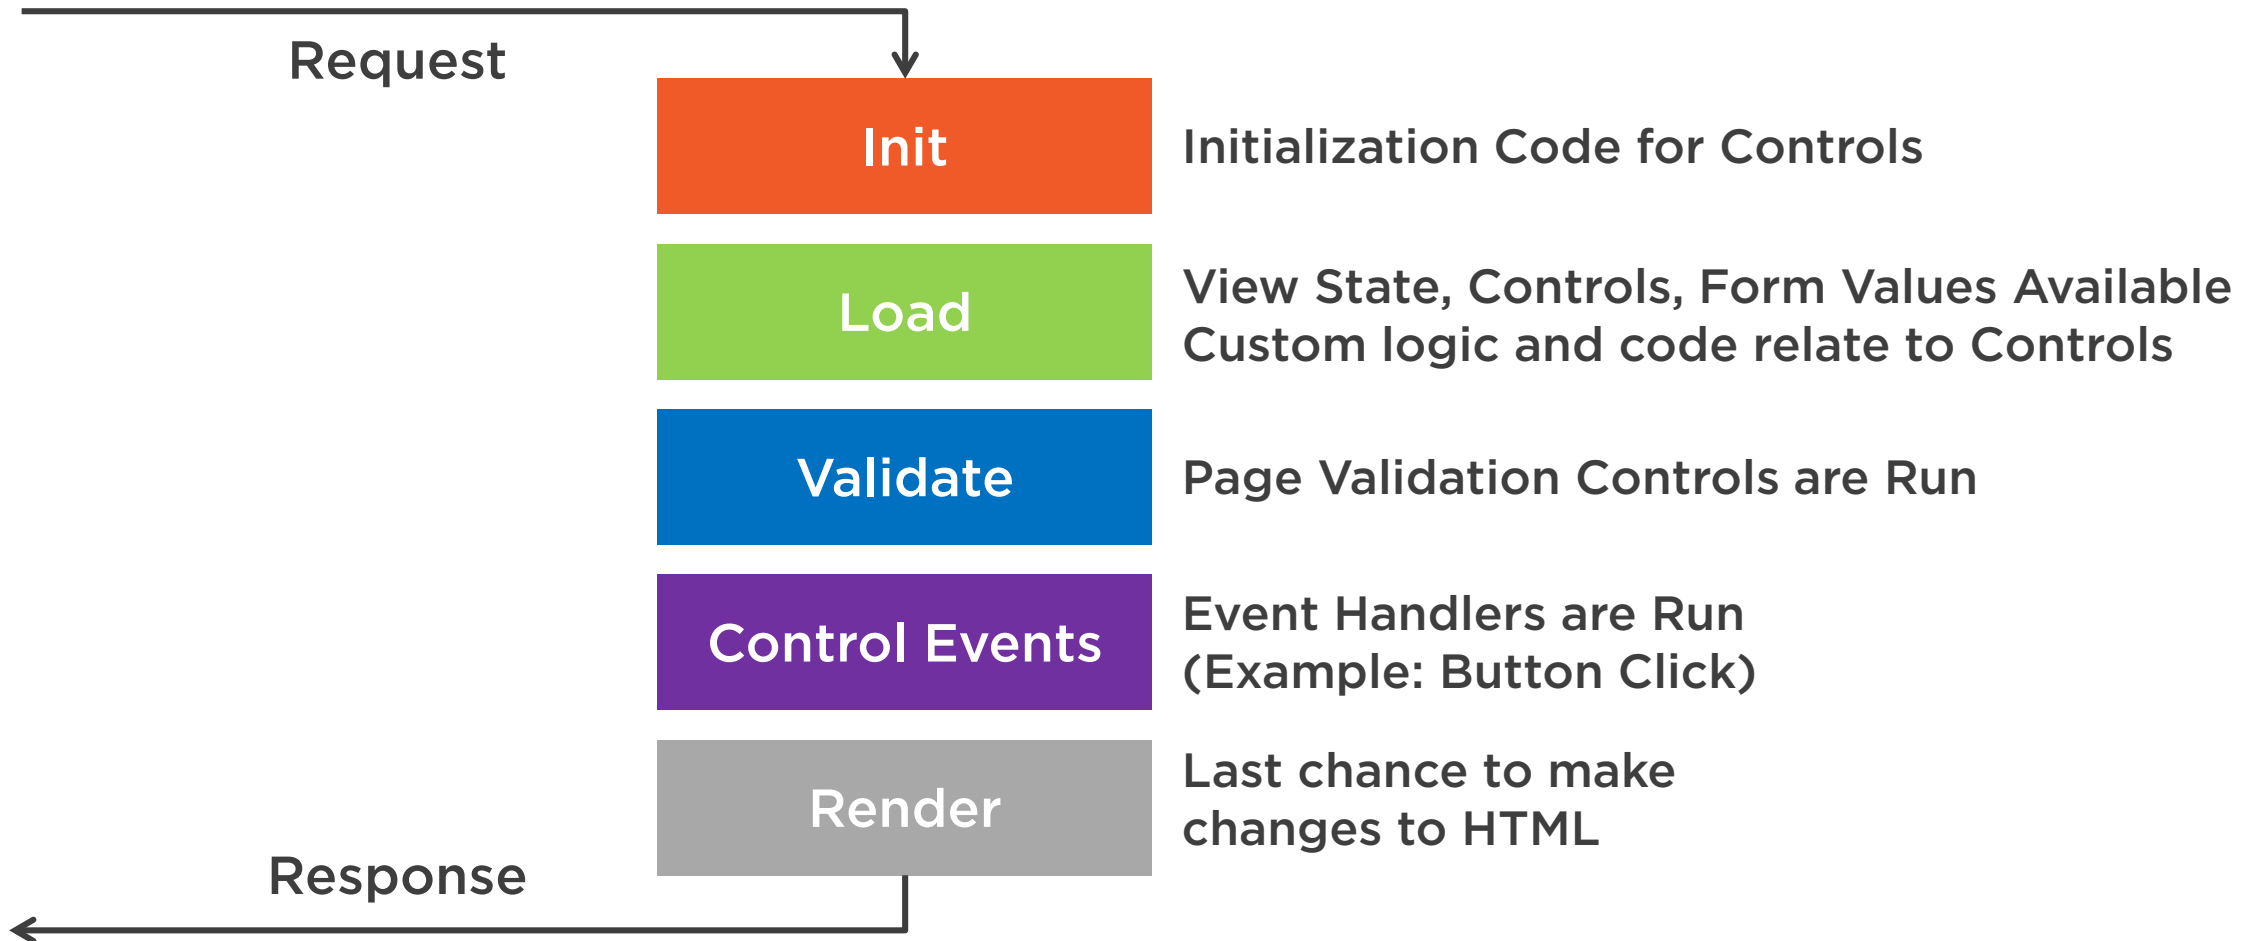 Request
Init
Initialization Code for Controls
Load
View State, Controls, Form Values Available
Custom logic and code relate to Controls
Validate
Page Validation Controls are Run
Control Events
Event Handlers are Run
(Example: Button Click)
Render
Last chance to make
changes to HTML
Response